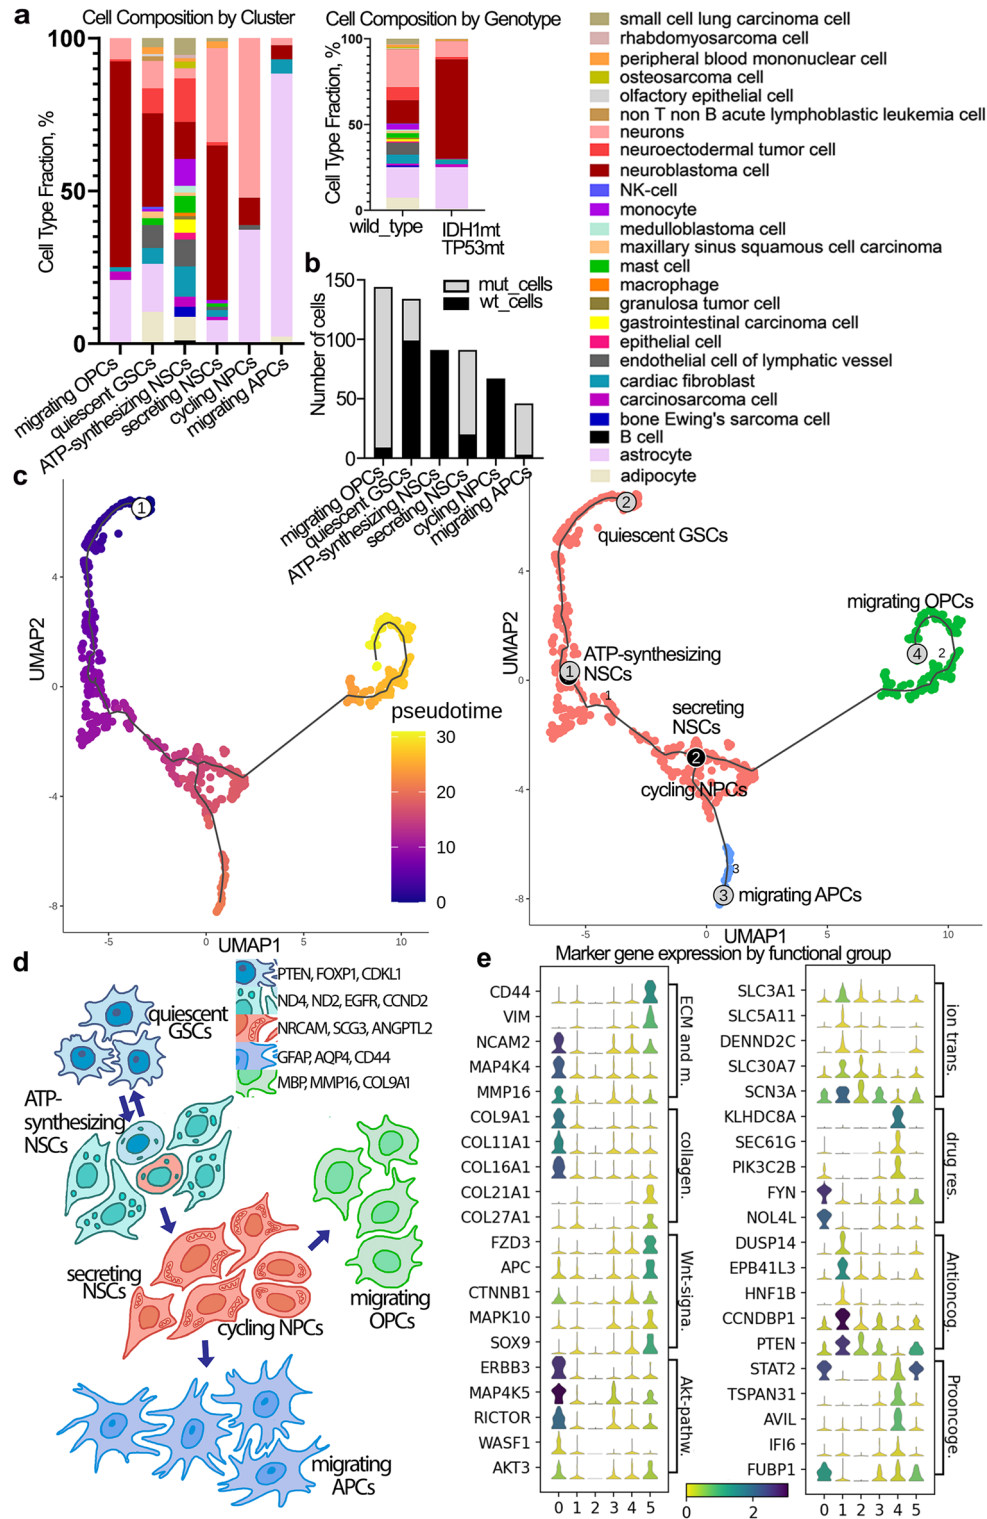 a
Cell Composition by Cluster
Cell Type Fraction, %
100
50
0
migrating OPCs
quiescent GSCs
ATP-synthesizing NSCs
secreting NSCs
cycling NPCs
migrating APCs
Cell Composition by Genotype
Cell Type Fraction, %
100
50
0
wild_type
IDH1mt
TP53mt
small cell lung carcinoma cell
rhabdomyosarcoma cell
peripheral blood mononuclear cell
osteosarcoma cell
olfactory epithelial cell
non T non B acute lymphoblastic leukemia cell
neurons
neuroectodermal tumor cell
neuroblastoma cell
NK-cell
monocyte
medulloblastoma cell
maxillary sinus squamous cell carcinoma
mast cell
macrophage
granulosa tumor cell
gastrointestinal carcinoma cell
epithelial cell
endothelial cell of lymphatic vessel
cardiac fibroblast
carcinosarcoma cell
bone Ewing's sarcoma cell
B cell
astrocyte
adipocyte
b
Number of cells
150
100
50
0
mut_cells
wt_cells
migrating OPCs
quiescent GSCs
ATP-synthesizing NSCs
secreting NSCs
cycling NPCs
migrating APCs
c
UMAP2
4
0
-4
-8
-5
0
5
10
UMAP1
1
pseudotime
30
20
10
0
UMAP2
4
0
-4
-8
-5
0
5
10
UMAP1
2
quiescent GSCs
migrating OPCs
4
2
ATP-synthesizing
NSCs
1
1
secreting
NSCs
2
cycling NPCs
3
3
migrating APCs
d
quiescent
GSCs
PTEN, FOXP1, CDKL1
ND4, ND2, EGFR, CCND2
NRCAM, SCG3, ANGPTL2
GFAP, AQP4, CD44
MBP, MMP16, COL9A1
ATP-
synthesizing
NSCs
secreting
NSCs
cycling NPCs
migrating
OPCs
migrating
APCs
e
Marker gene expression by functional group
CD44
VIM
NCAM2
MAP4K4
MMP16
ECM and m.
COL9A1
COL11A1
COL16A1
COL21A1
COL27A1
collagen.
FZD3
APC
CTNNB1
MAPK10
SOX9
Wnt-signa.
ERBB3
MAP4K5
RICTOR
WASF1
AKT3
Akt-pathw.
0 1 2 3 4 5
0 2
SLC3A1
SLC5A11
DENND2C
SLC30A7
SCN3A
ion trans.
KLHDC8A
SEC61G
PIK3C2B
FYN
NOL4L
drug res.
DUSP14
EPB41L3
HNF1B
CCNDBP1
PTEN
Antioncog.
STAT2
TSPAN31
AVIL
IFI6
FUBP1
Prooncoge.
0 1 2 3 4 5